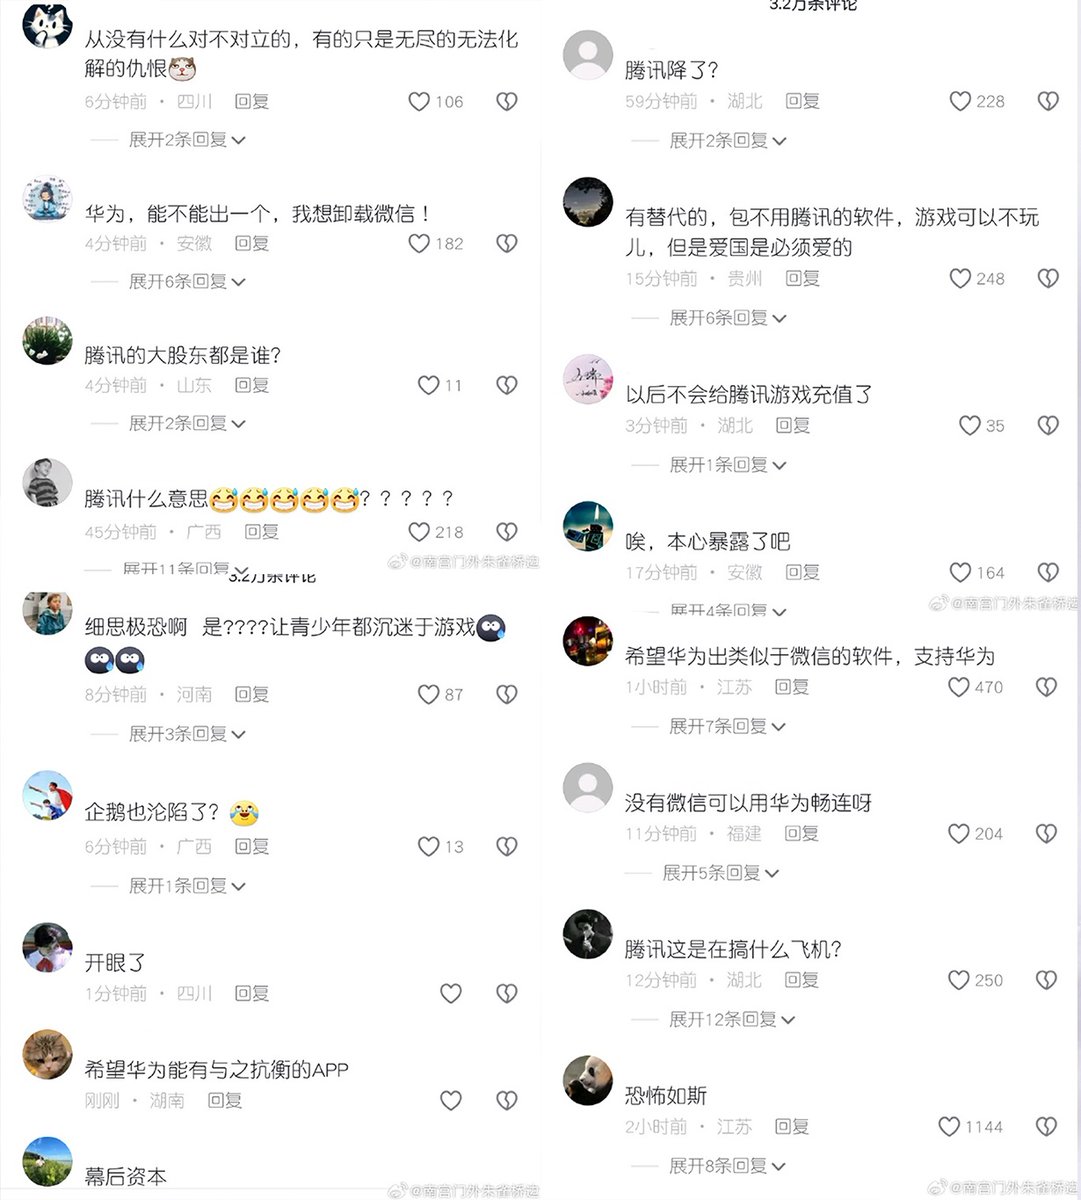 从没有什么对不对立的，有的只是无尽的无法化
解的仇恨
6分钟前 · 四川 回复 106
展开2条回复
华为，能不能出一个，我想卸载微信！
4分钟前 · 安徽 回复 182
展开6条回复
腾讯的大股东都是谁？
4分钟前 · 山东 回复 11
展开2条回复
腾讯什么意思？？？？？
45分钟前 · 广西 回复 218
展开11条回复
@南宫门外朱雀桥边
3.2万条评论
细思极恐啊 是????让青少年都沉迷于游戏
8分钟前 · 河南 回复 87
展开3条回复
企鹅也沦陷了？
6分钟前 · 广西 回复 13
展开1条回复
开眼了
1分钟前 · 四川 回复
希望华为能有与之抗衡的APP
刚刚 · 湖南 回复
幕后资本
@南宫门外朱雀桥边
3.2万条评论
腾讯降了？
59分钟前 · 湖北 回复 228
展开2条回复
有替代的，包不用腾讯的软件，游戏可以不玩
儿，但是爱国是必须爱的
15分钟前 · 贵州 回复 248
展开6条回复
以后不会给腾讯游戏充值了
3分钟前 · 湖北 回复 35
展开1条回复
唉，本心暴露了吧
17分钟前 · 安徽 回复 164
展开4条回复
@南宫门外朱雀桥边
希望华为出类似于微信的软件，支持华为
1小时前 · 江苏 回复 470
展开7条回复
没有微信可以用华为畅连呀
11分钟前 · 福建 回复 204
展开5条回复
腾讯这是在搞什么飞机？
12分钟前 · 湖北 回复 250
展开12条回复
恐怖如斯
2小时前 · 江苏 回复 1144
展开8条回复
@南宫门外朱雀桥边